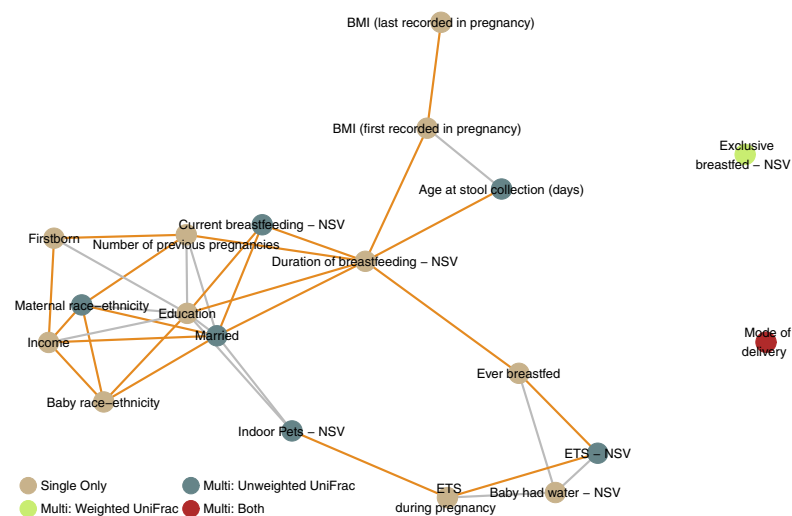 BMI (last recorded in pregnancy)
BMI (first recorded in pregnancy)
Exclusive
breastfed – NSV
Age at stool collection (days)
Current breastfeeding – NSV
Firstborn
Number of previous pregnancies
Duration of breastfeeding – NSV
Maternal race–ethnicity
Education
Married
Income
Mode of
delivery
Ever breastfed
Baby race–ethnicity
Indoor Pets – NSV
ETS – NSV
ETS
during pregnancy
Baby had water – NSV
Single Only
Multi: Unweighted UniFrac
Multi: Weighted UniFrac
Multi: Both